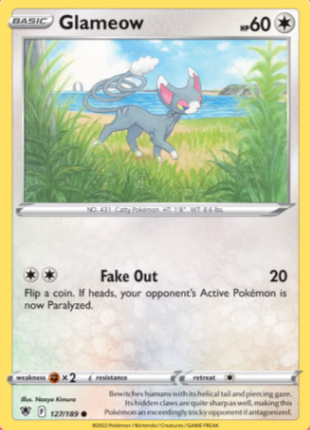 BASIC Glameow HP 60
NO. 431 Catty Pokémon HT: 1'8" WT: 8.6 lbs.
Fake Out 20
Flip a coin. If heads, your opponent's Active Pokémon is
now Paralyzed.
Illus. Naoyo Kimura
weakness ×2 resistance retreat
F 127/189
Bewitches humans with its helical tail and piercing gaze.
Its hidden claws are quite sharp as well, making this
Pokémon an exceedingly tricky opponent if antagonized.
©2022 Pokémon / Nintendo / Creatures / GAME FREAK